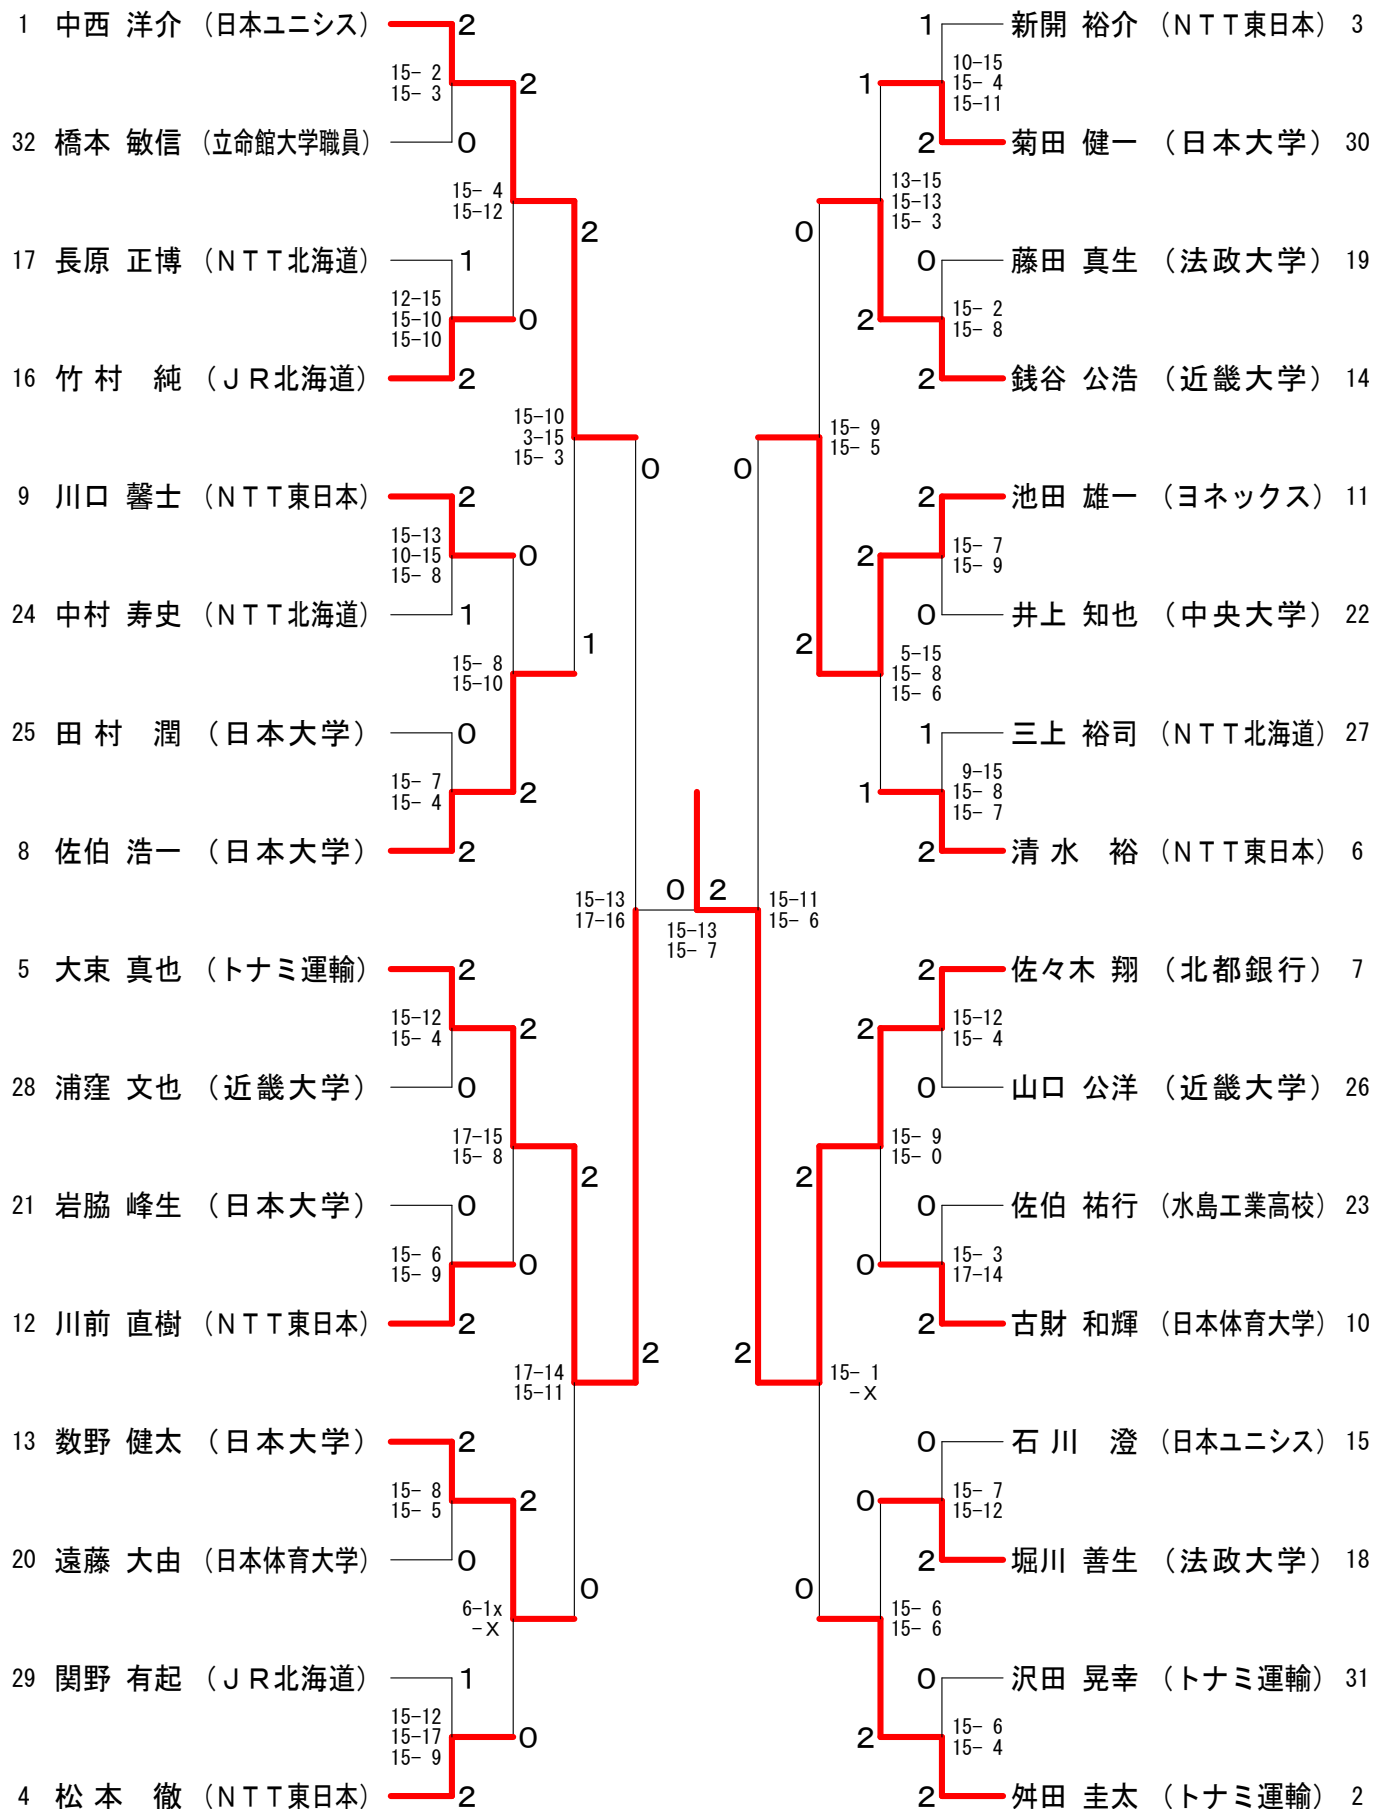 1 中西 洋介 (日本ユニシス) 2
15- 2
15- 3
2
32 橋本 敏信 (立命館大学職員) 0
15- 4
15-12
2
17 長原 正博 (NTT北海道) 1
12-15
15-10
15-10
0
16 竹村 純 (JR北海道) 2
15-10
3-15
15- 3
0
9 川口 馨士 (NTT東日本) 2
15-13
10-15
15- 8
0
24 中村 寿史 (NTT北海道) 1
15- 8
15-10
1
25 田村 潤 (日本大学) 0
15- 7
15- 4
2
8 佐伯 浩一 (日本大学) 2
15-13
17-16
0 2
15-13
15- 7
5 大束 真也 (トナミ運輸) 2
15-12
15- 4
2
28 浦窪 文也 (近畿大学) 0
17-15
15- 8
2
21 岩脇 峰生 (日本大学) 0
15- 6
15- 9
0
12 川前 直樹 (NTT東日本) 2
17-14
15-11
2
13 数野 健太 (日本大学) 2
15- 8
15- 5
2
20 遠藤 大由 (日本体育大学) 0
6-1x
-X
0
29 関野 有起 (JR北海道) 1
15-12
15-17
15- 9
0
4 松本 徹 (NTT東日本) 2
1 新開 裕介 (NTT東日本) 3
10-15
15- 4
15-11
1
2 菊田 健一 (日本大学) 30
13-15
15-13
15- 3
0
0 藤田 真生 (法政大学) 19
15- 2
15- 8
2
2 銭谷 公浩 (近畿大学) 14
15- 9
15- 5
0
2 池田 雄一 (ヨネックス) 11
15- 7
15- 9
2
0 井上 知也 (中央大学) 22
5-15
15- 8
15- 6
2
1 三上 裕司 (NTT北海道) 27
9-15
15- 8
15- 7
1
2 清水 裕 (NTT東日本) 6
15-11
15- 6
2 佐々木 翔 (北都銀行) 7
15-12
15- 4
2
0 山口 公洋 (近畿大学) 26
15- 9
15- 0
2
0 佐伯 祐行 (水島工業高校) 23
15- 3
17-14
0
2 古財 和輝 (日本体育大学) 10
15- 1
-X
2
0 石川 澄 (日本ユニシス) 15
15- 7
15-12
0
2 堀川 善生 (法政大学) 18
15- 6
15- 6
0
0 沢田 晃幸 (トナミ運輸) 31
15- 6
15- 4
2
2 舛田 圭太 (トナミ運輸) 2